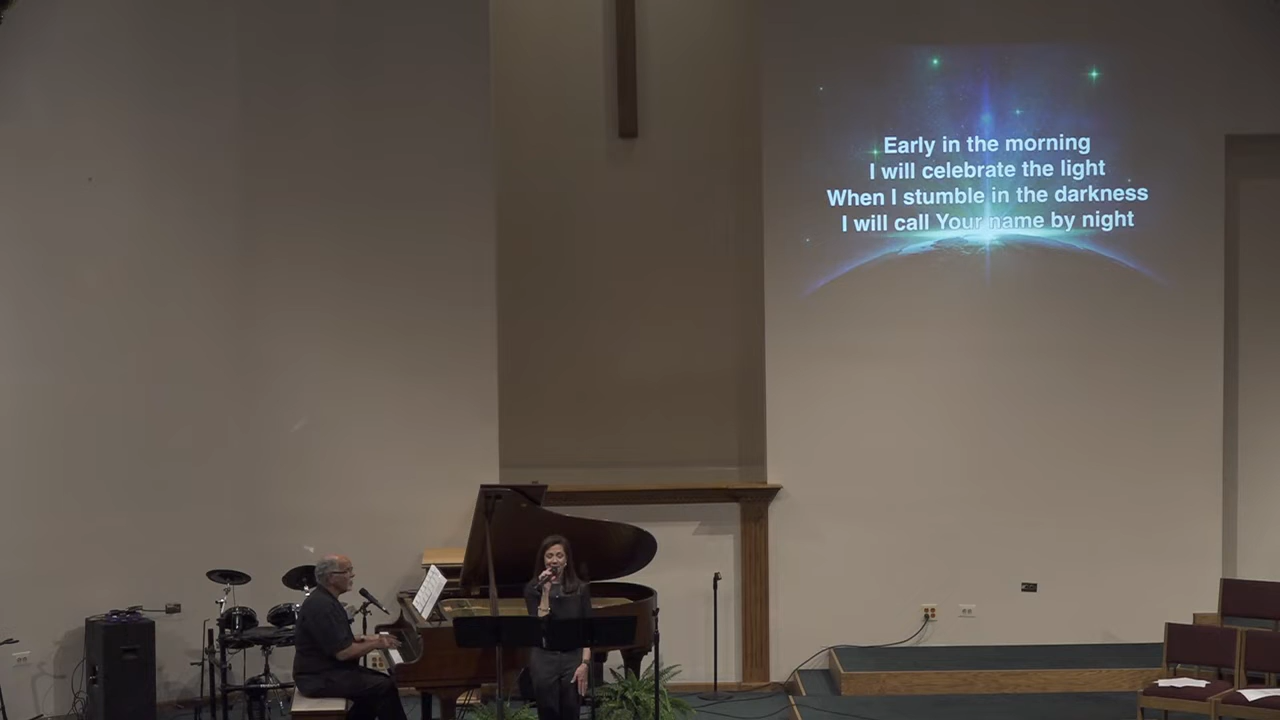 Early in the morning
I will celebrate the light
When I stumble in the darkness
I will call Your name by night